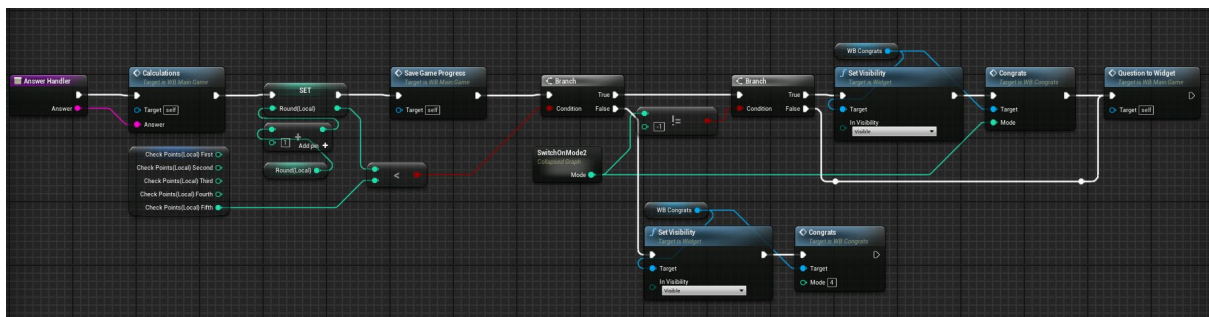 Answer Handler
Answer
Calculations
Target is WB Main Game
Target self
Answer
Check Points(Local) First
Check Points(Local) Second
Check Points(Local) Third
Check Points(Local) Fourth
Check Points(Local) Fifth
SET
Round(Local)
1 + Add pin +
Round(Local)
<
Save Game Progress
Target is WB Main Game
Target self
Branch
True
Condition False
-1 !=
SwitchOnMode2
Collapsed Graph
Mode
Branch
True
Condition False
WB Congrats
f Set Visibility
Target is Widget
Target
In Visibility
Visible
Congrats
Target is WB Congrats
Target
Mode
Question to Widget
Target is WB Main Game
Target self
WB Congrats
f Set Visibility
Target is Widget
Target
In Visibility
Visible
Congrats
Target is WB Congrats
Target
Mode 4